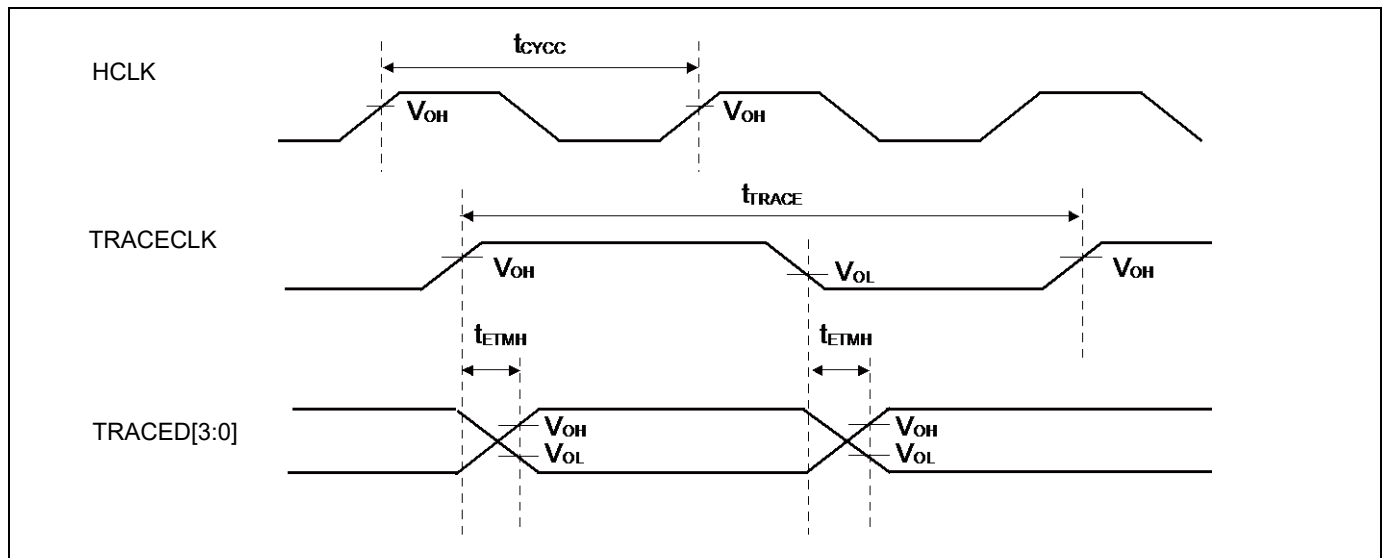 tCYCC
HCLK
VOH
VOH
tTRACE
TRACECLK
VOH
VOL
VOH
tETMH
tETMH
TRACED[3:0]
VOH
VOH
VOL
VOL